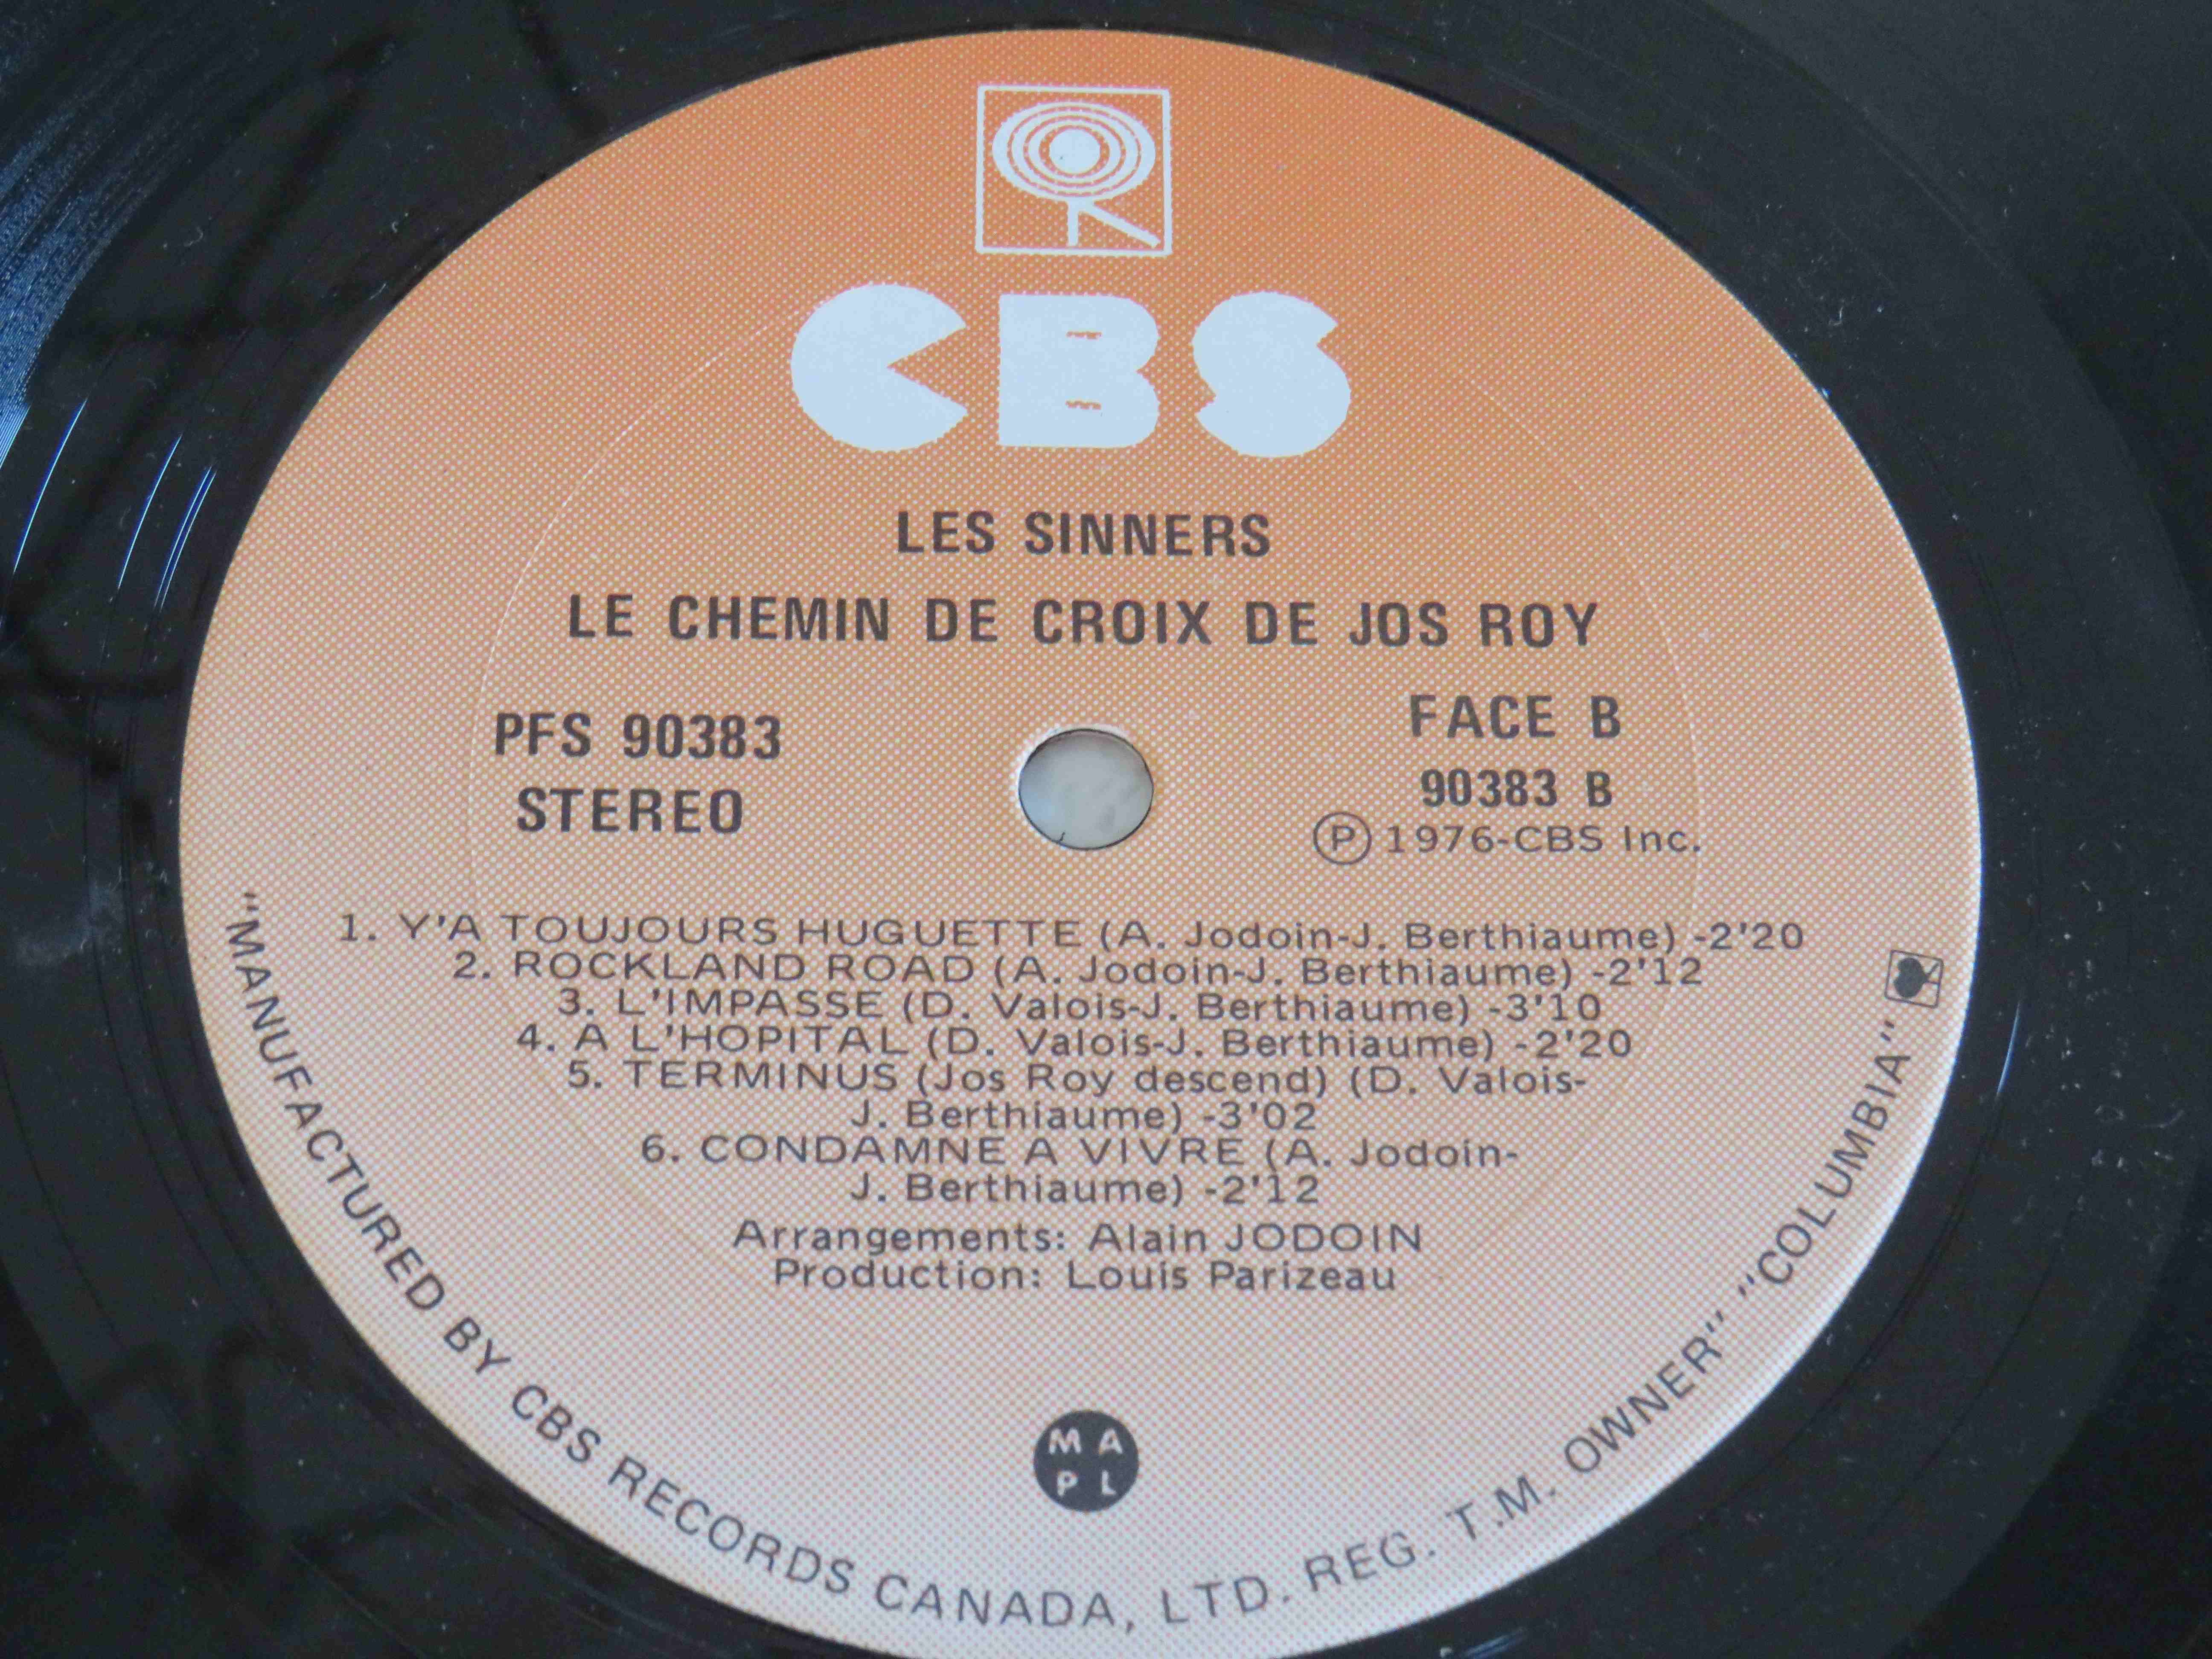 CBS
LES SINNERS
LE CHEMIN DE CROIX DE JOS ROY
PFS 90383
STEREO
FACE B
90383 B
Ⓟ 1976-CBS Inc.
1. Y'A TOUJOURS HUGUETTE (A. Jodoin-J. Berthiaume) -2'20
2. ROCKLAND ROAD (A. Jodoin-J. Berthiaume) -2'12
3. L'IMPASSE (D. Valois-J. Berthiaume) -3'10
4. A L'HOPITAL (D. Valois-J. Berthiaume) -2'20
5. TERMINUS (Jos Roy descend) (D. Valois-
J. Berthiaume) -3'02
6. CONDAMNE A VIVRE (A. Jodoin-
J. Berthiaume) -2'12
Arrangements: Alain JODOIN
Production: Louis Parizeau
M A
P L
"MANUFACTURED BY CBS RECORDS CANADA, LTD. REG. T.M. OWNER" "COLUMBIA"